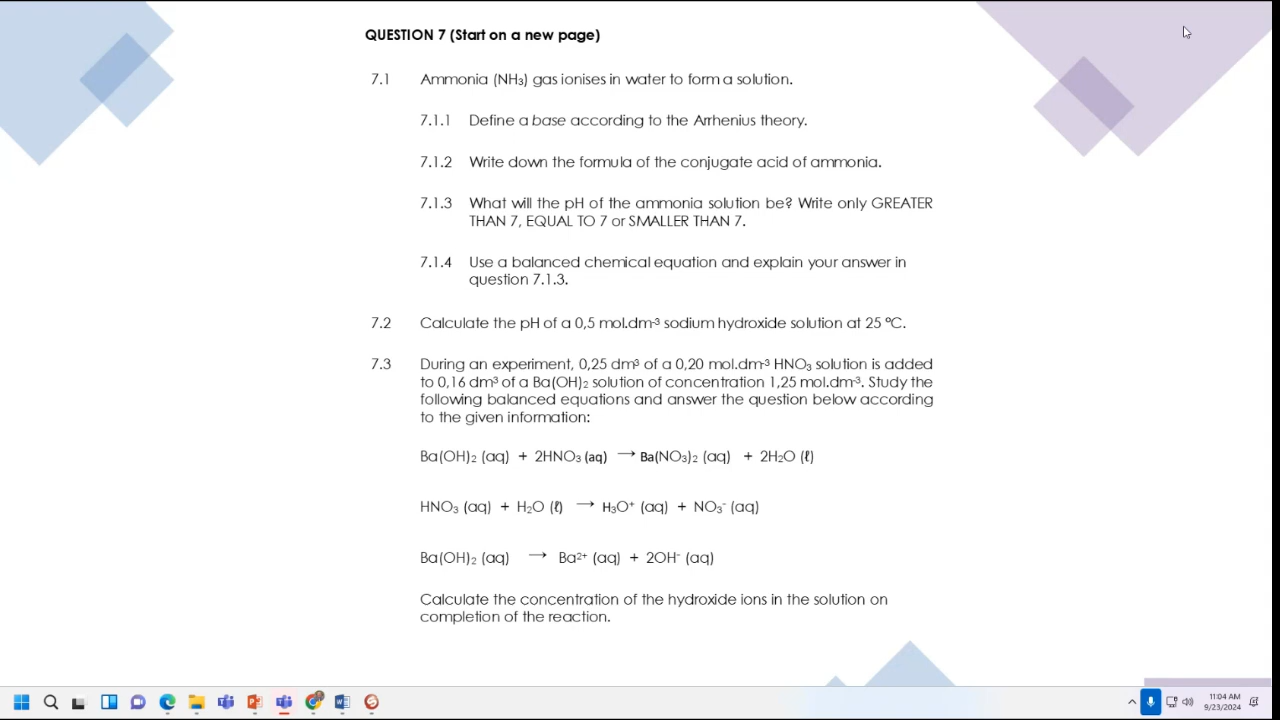 QUESTION 7 (Start on a new page)
7.1 Ammonia (NH₃) gas ionises in water to form a solution.
7.1.1 Define a base according to the Arrhenius theory.
7.1.2 Write down the formula of the conjugate acid of ammonia.
7.1.3 What will the pH of the ammonia solution be? Write only GREATER
THAN 7, EQUAL TO 7 or SMALLER THAN 7.
7.1.4 Use a balanced chemical equation and explain your answer in
question 7.1.3.
7.2 Calculate the pH of a 0,5 mol.dm⁻³ sodium hydroxide solution at 25 ºC.
7.3 During an experiment, 0,25 dm³ of a 0,20 mol.dm⁻³ HNO₃ solution is added
to 0,16 dm³ of a Ba(OH)₂ solution of concentration 1,25 mol.dm⁻³. Study the
following balanced equations and answer the question below according
to the given information:
Ba(OH)₂ (aq) + 2HNO₃ (aq) → Ba(NO₃)₂ (aq) + 2H₂O (ℓ)
HNO₃ (aq) + H₂O (ℓ) → H₃O⁺ (aq) + NO₃⁻ (aq)
Ba(OH)₂ (aq) → Ba²⁺ (aq) + 2OH⁻ (aq)
Calculate the concentration of the hydroxide ions in the solution on
completion of the reaction.
11:04 AM
9/23/2024